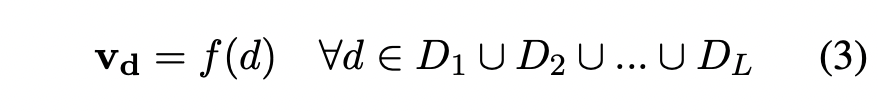 v_d = f(d) ∀d ∈ D_1 ∪ D_2 ∪ ... ∪ D_L (3)